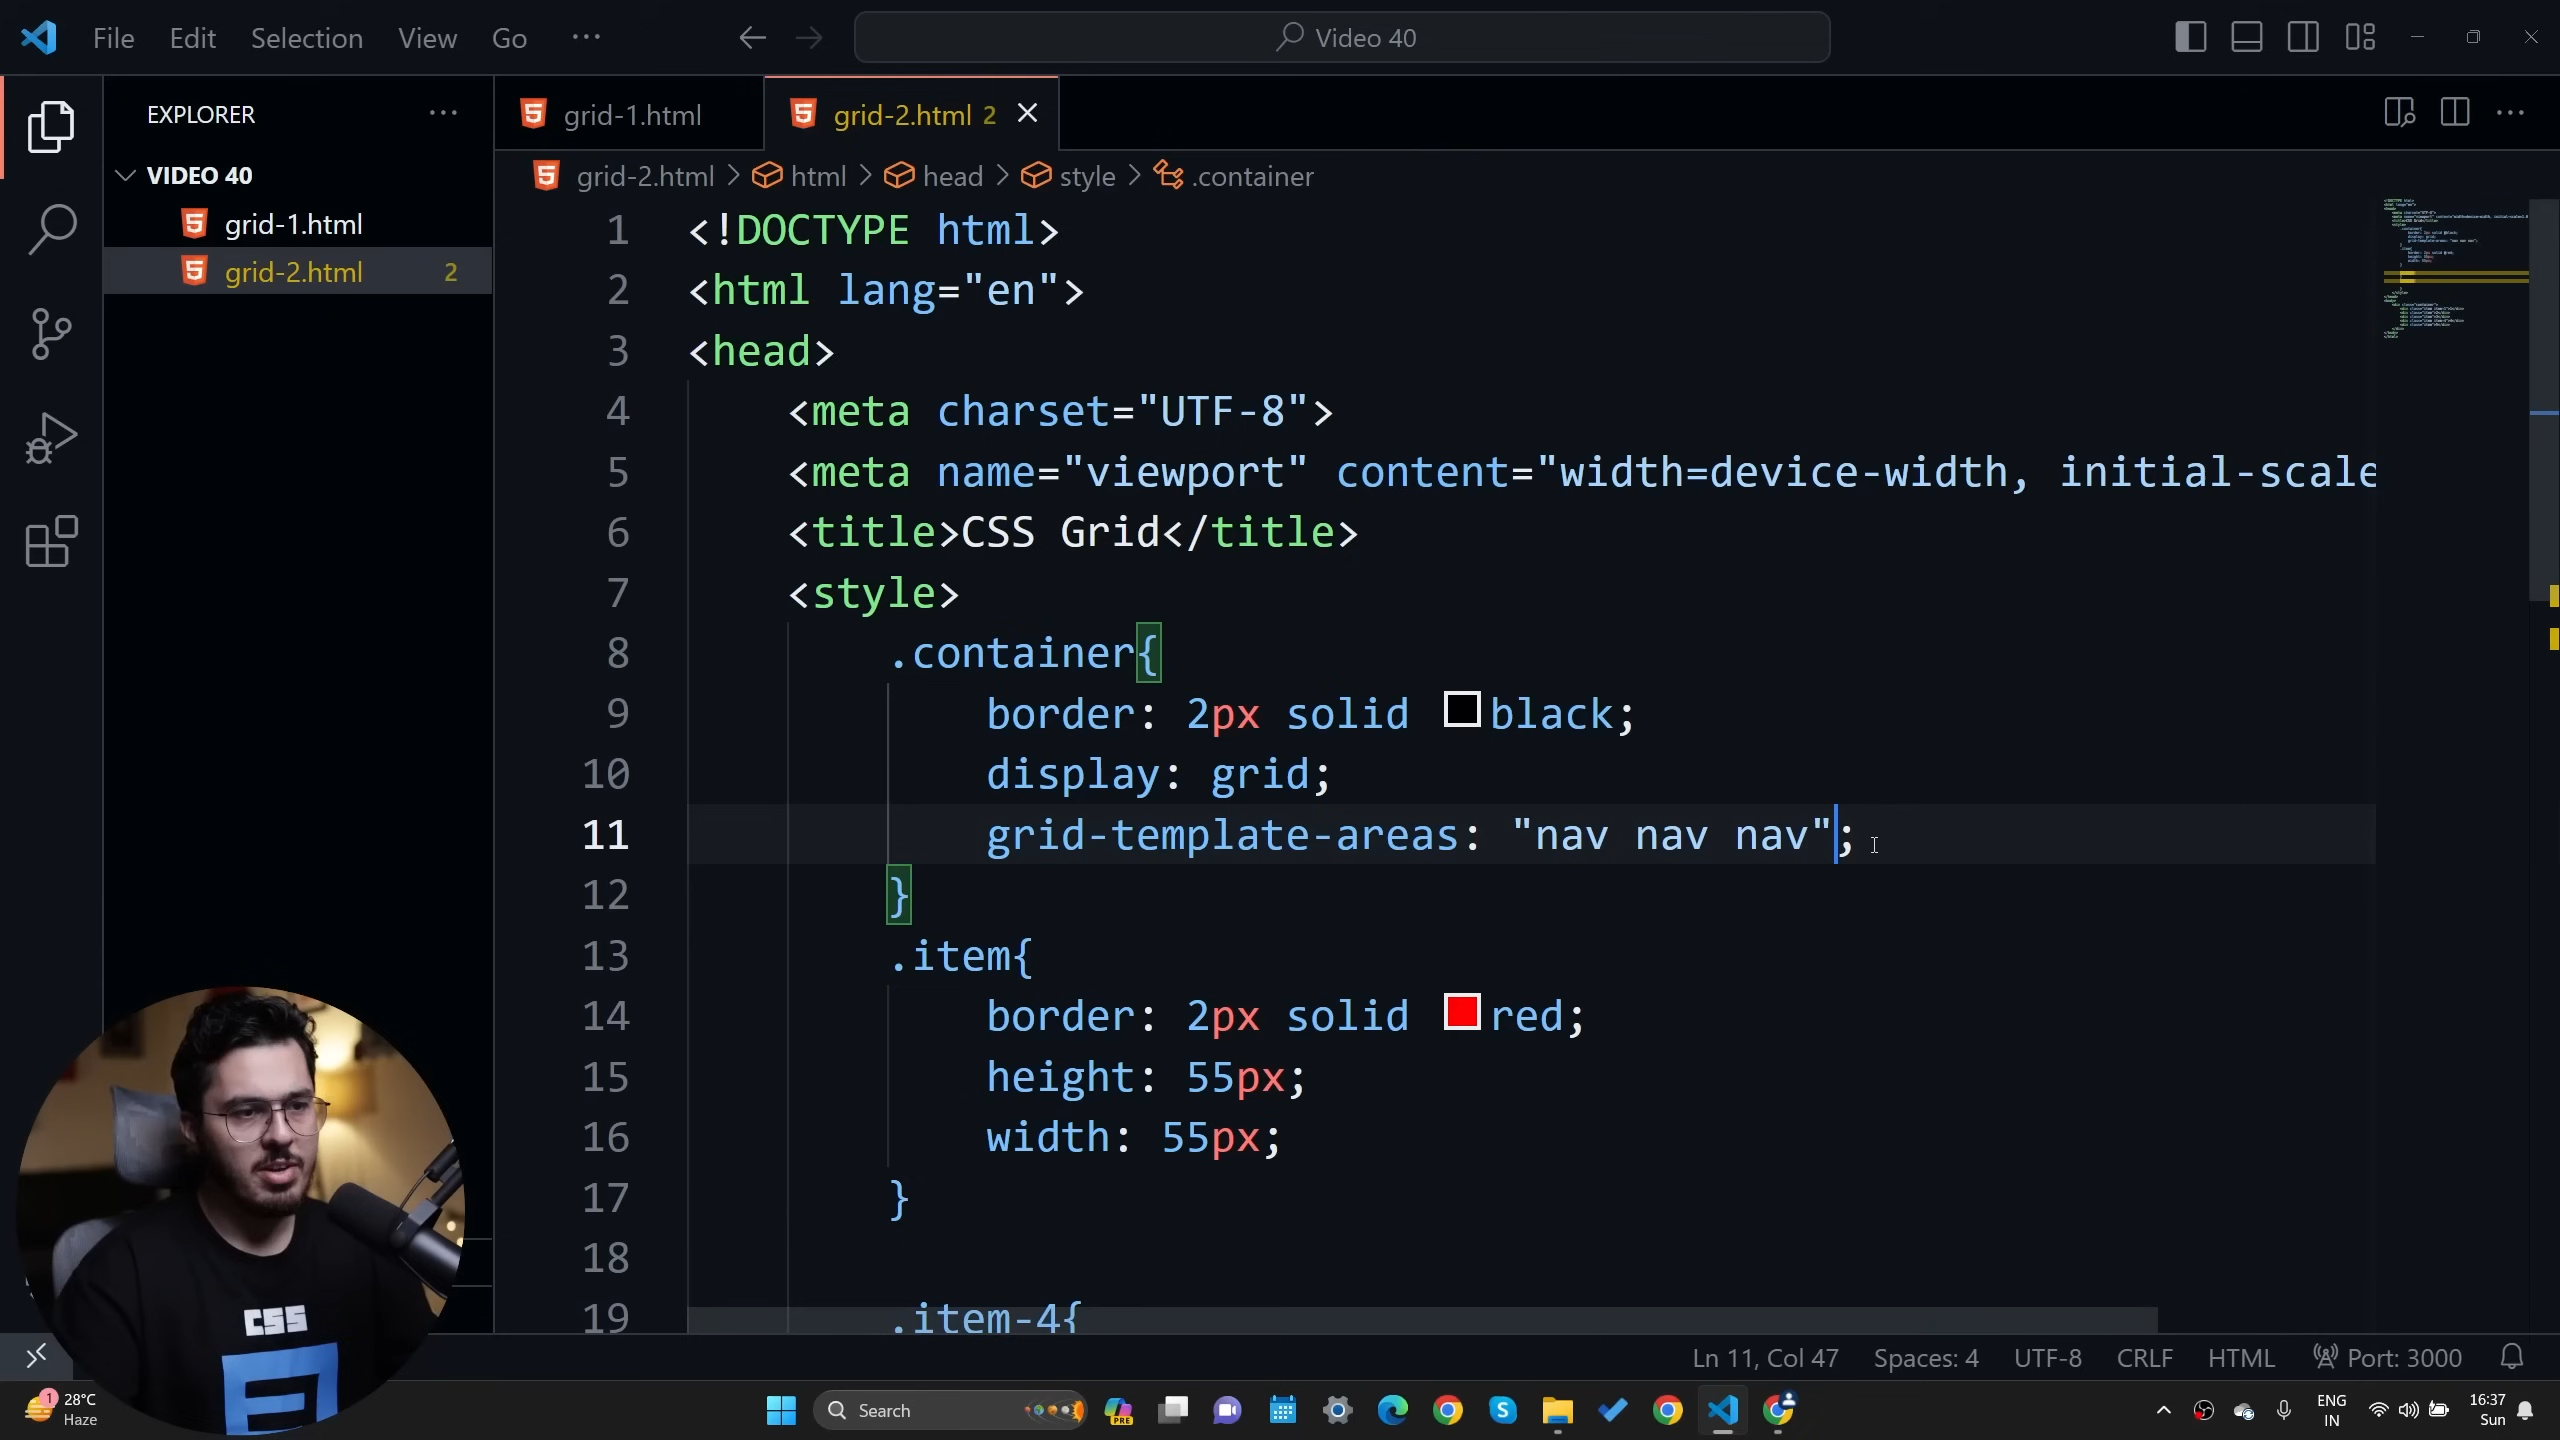 File Edit Selection View Go ··· Video 40
EXPLORER ···
VIDEO 40
grid-1.html
grid-2.html 2
grid-1.html grid-2.html 2
grid-2.html > html > head > style > .container
1 <!DOCTYPE html>
2 <html lang="en">
3 <head>
4 <meta charset="UTF-8">
5 <meta name="viewport" content="width=device-width, initial-scale
6 <title>CSS Grid</title>
7 <style>
8 .container{
9 border: 2px solid black;
10 display: grid;
11 grid-template-areas: "nav nav nav";
12 }
13 .item{
14 border: 2px solid red;
15 height: 55px;
16 width: 55px;
17 }
18
19 .item-4{
CSS
Ln 11, Col 47 Spaces: 4 UTF-8 CRLF HTML Port: 3000
1
28°C
Haze
Search
PRE
ENG
IN
16:37
Sun